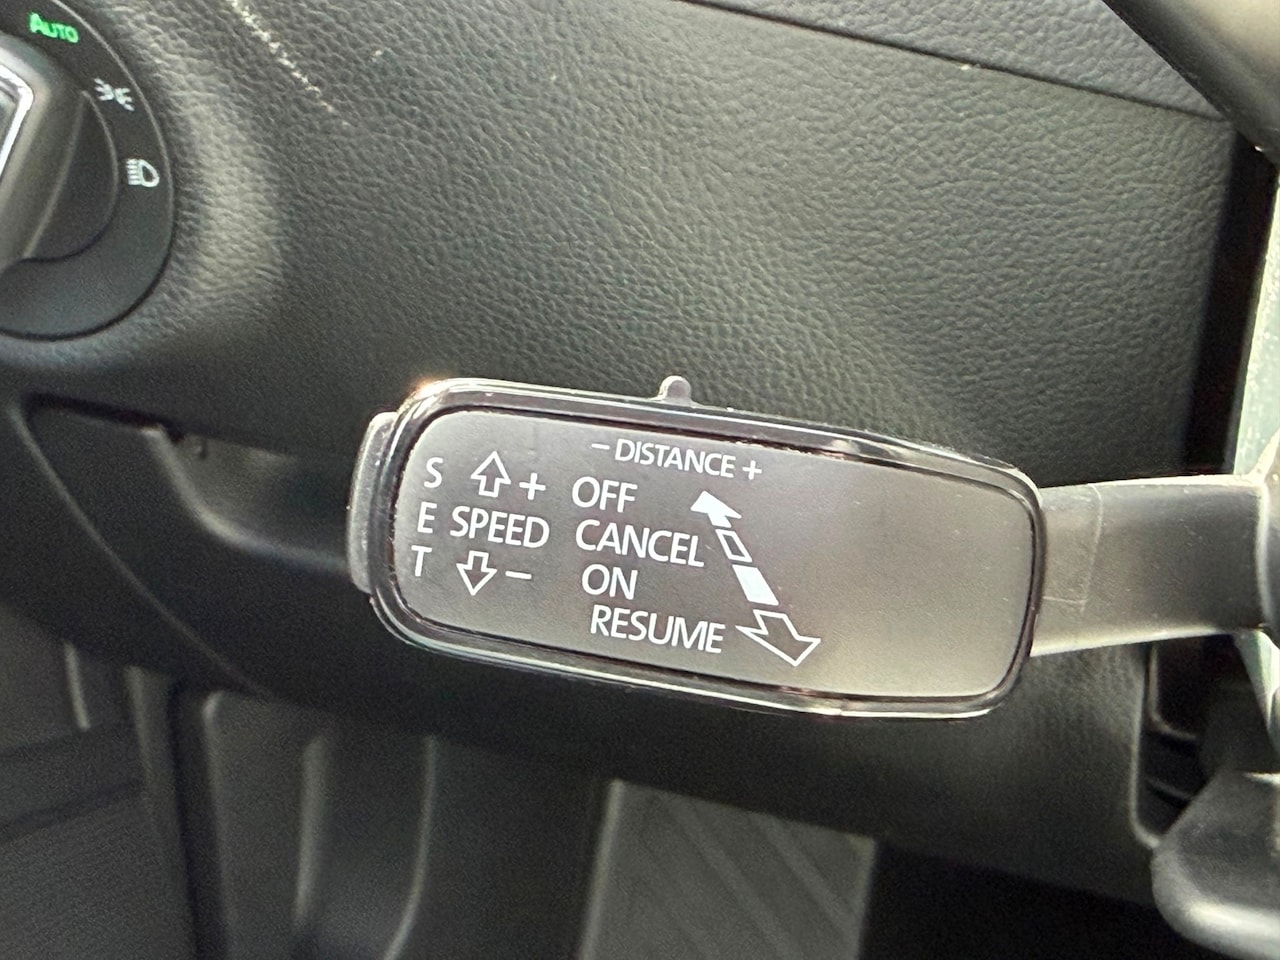 AUTO
– DISTANCE +
S + OFF
E SPEED CANCEL
T – ON
RESUME